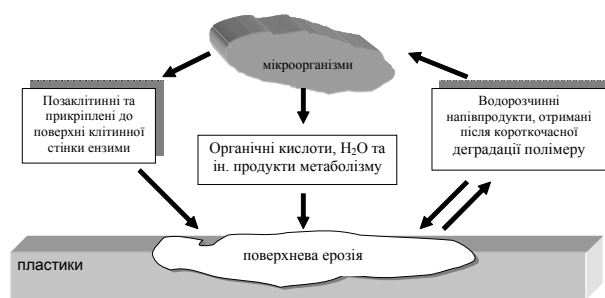 мікроорганізми
Позаклітинні та
прикріплені до
поверхні клітинної
стінки ензими
Органічні кислоти, H₂O та
ін. продукти метаболізму
Водорозчинні
напівпродукти, отримані
після короткочасної
деградації полімеру
поверхнева ерозія
пластики